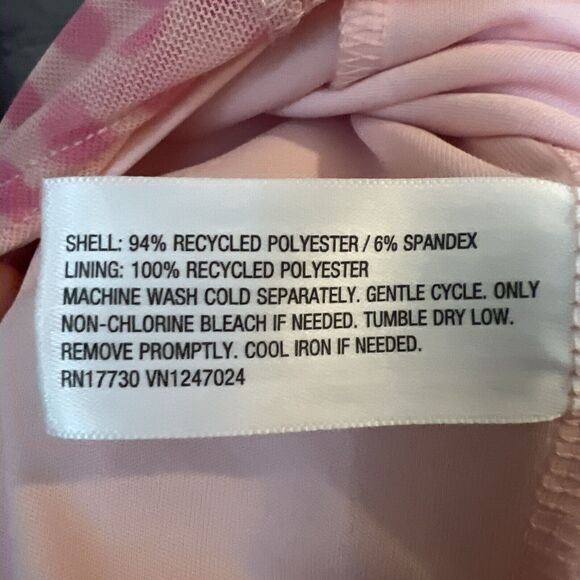 SHELL: 94% RECYCLED POLYESTER / 6% SPANDEX
LINING: 100% RECYCLED POLYESTER
MACHINE WASH COLD SEPARATELY. GENTLE CYCLE. ONLY
NON-CHLORINE BLEACH IF NEEDED. TUMBLE DRY LOW.
REMOVE PROMPTLY. COOL IRON IF NEEDED.
RN17730 VN1247024